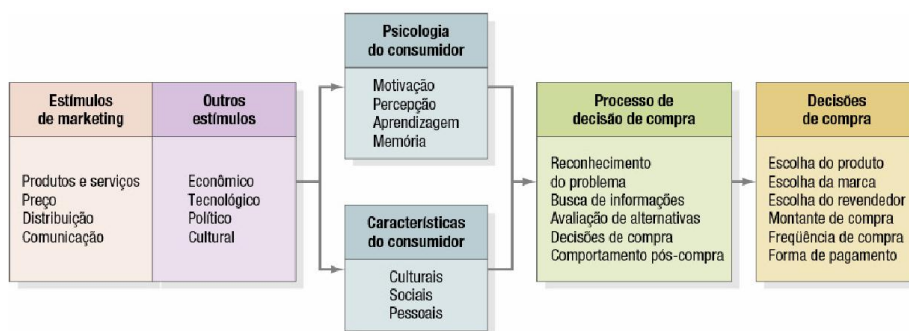 Estímulos
de marketing
Produtos e serviços
Preço
Distribuição
Comunicação
Outros
estímulos
Econômico
Tecnológico
Político
Cultural
Psicologia
do consumidor
Motivação
Percepção
Aprendizagem
Memória
Características
do consumidor
Culturais
Sociais
Pessoais
Processo de
decisão de compra
Reconhecimento
do problema
Busca de informações
Avaliação de alternativas
Decisões de compra
Comportamento pós-compra
Decisões
de compra
Escolha do produto
Escolha da marca
Escolha do revendedor
Montante de compra
Freqüência de compra
Forma de pagamento